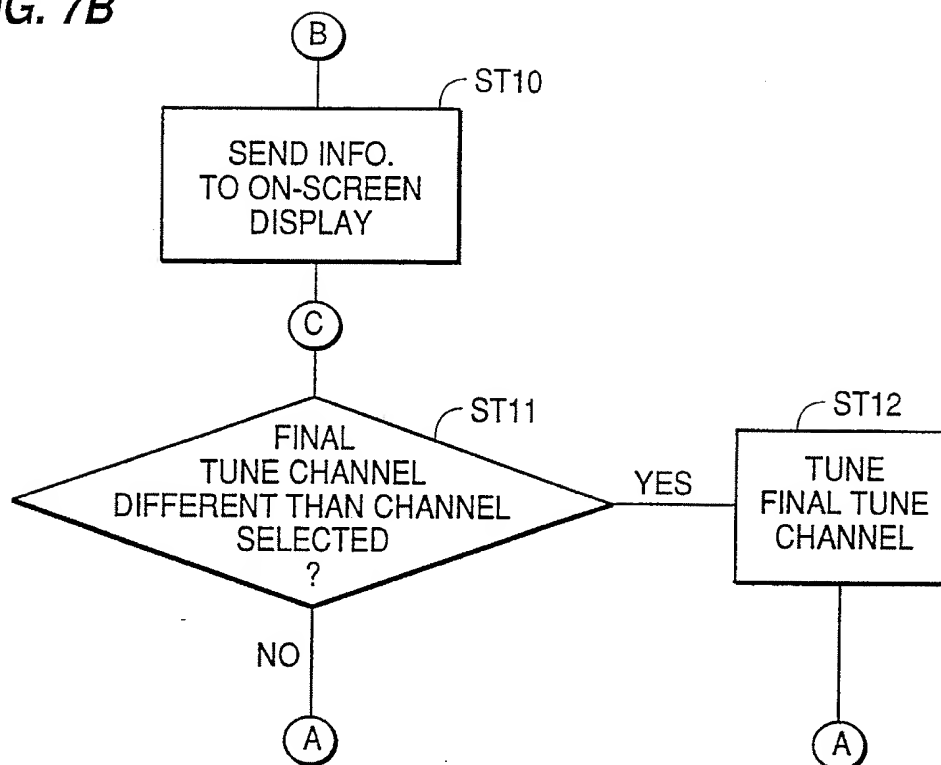 G. 7B
B
ST10
SEND INFO.
TO ON-SCREEN
DISPLAY
C
ST11
FINAL
TUNE CHANNEL
DIFFERENT THAN CHANNEL
SELECTED
?
YES
ST12
TUNE
FINAL TUNE
CHANNEL
NO
A
A